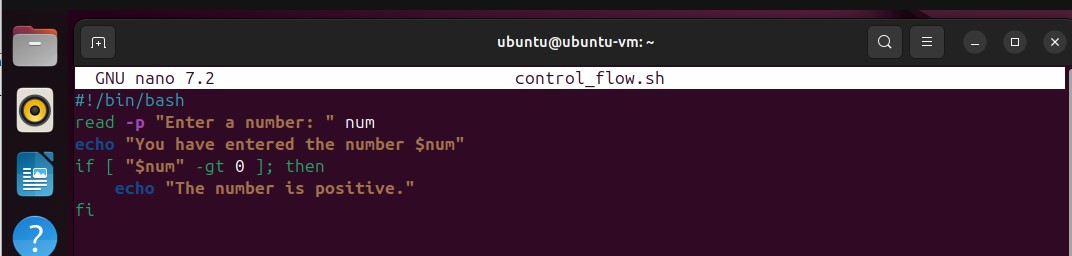 ubuntu@ubuntu-vm: ~
GNU nano 7.2 control_flow.sh
#!/bin/bash
read -p "Enter a number: " num
echo "You have entered the number $num"
if [ "$num" -gt 0 ]; then
    echo "The number is positive."
fi